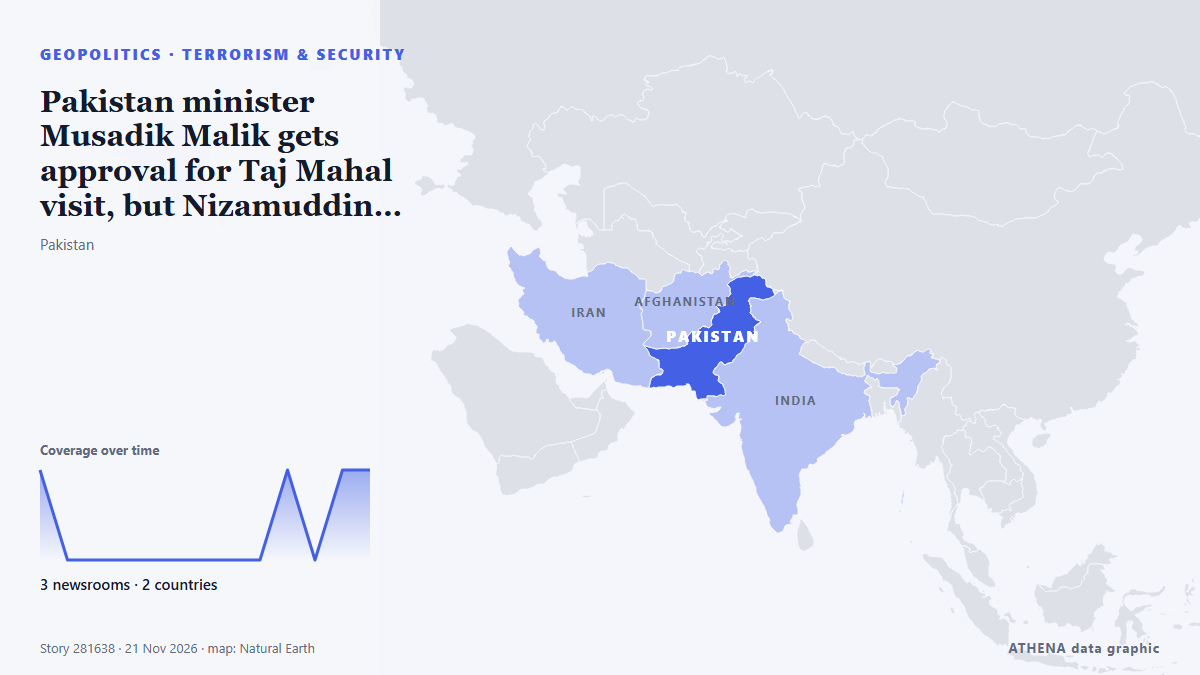 GEOPOLITICS · TERRORISM & SECURITY
Pakistan minister
Musadik Malik gets
approval for Taj Mahal
visit, but Nizamuddin...
Pakistan
IRAN
AFGHANISTAN
PAKISTAN
INDIA
Coverage over time
3 newsrooms · 2 countries
Story 281638 · 21 Nov 2026 · map: Natural Earth
ATHENA data graphic